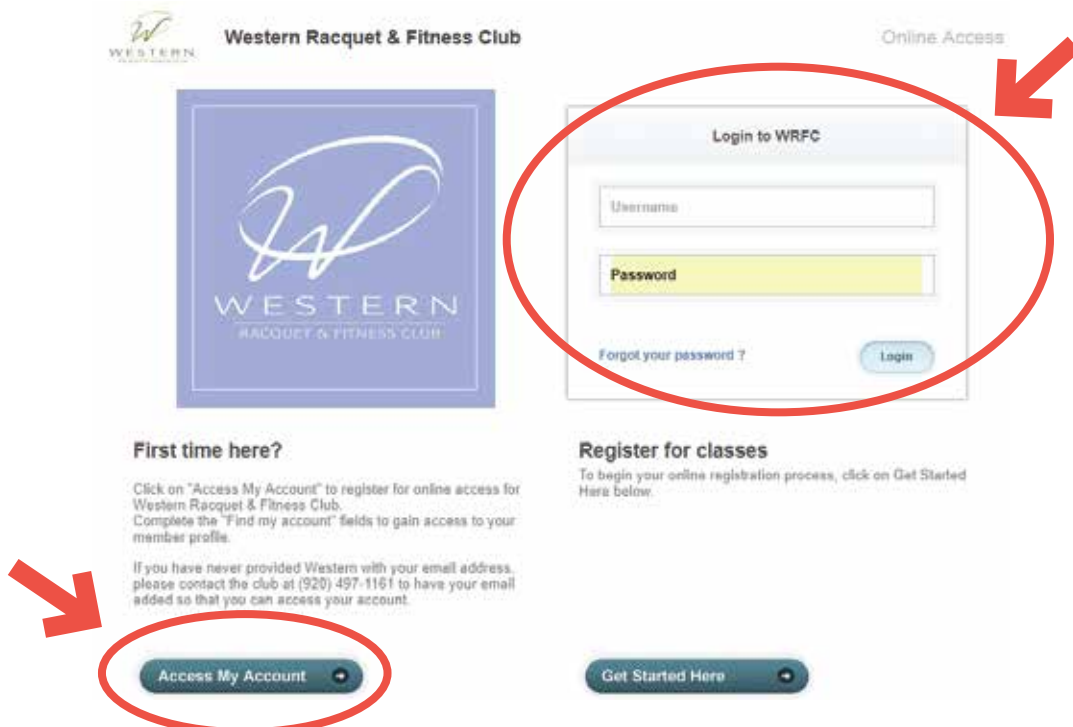 W
WESTERN
Western Racquet & Fitness Club
Online Access
W
WESTERN
RACQUET & FITNESS CLUB
Login to WRFC
Username
Password
Forgot your password ?
Login
First time here?
Click on "Access My Account" to register for online access for
Western Racquet & Fitness Club.
Complete the "Find my account" fields to gain access to your
member profile.
If you have never provided Western with your email address,
please contact the club at (920) 497-1161 to have your email
added so that you can access your account.
Access My Account
Register for classes
To begin your online registration process, click on Get Started
Here below.
Get Started Here